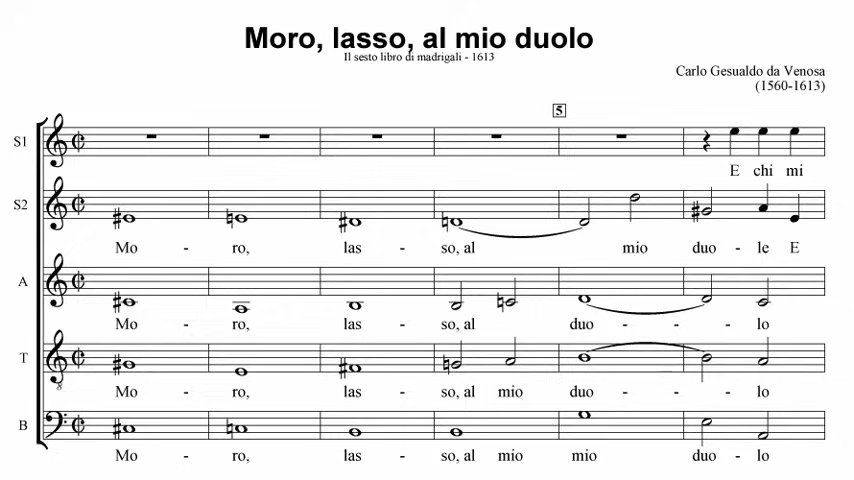 Moro, lasso, al mio duolo
Il sesto libro di madrigali - 1613
Carlo Gesualdo da Venosa
(1560-1613)
5
S1
E chi mi
S2
Mo - ro, las - so, al mio duo - le E
A
Mo - ro, las - so, al duo - - - lo
T
8
Mo - ro, las - so, al mio duo - - - lo
B
Mo - ro, las - so, al mio mio duo - lo